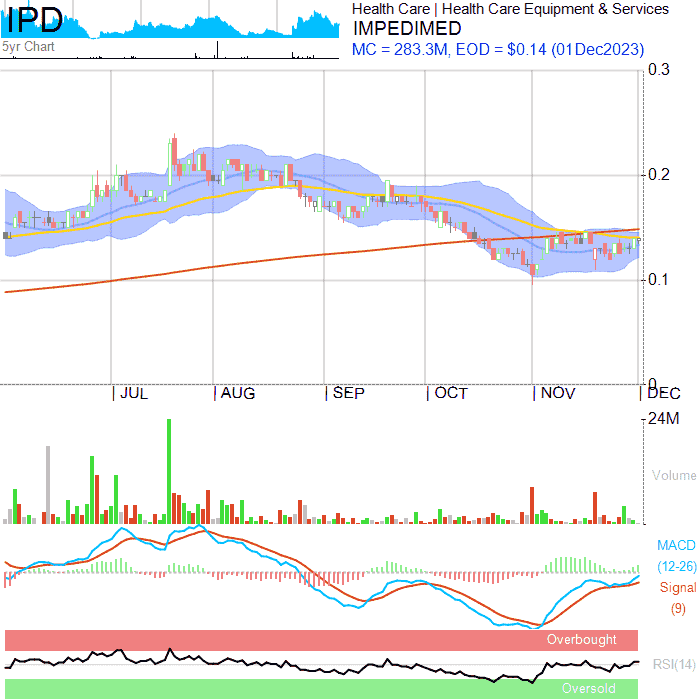 IPD
5yr Chart
Health Care | Health Care Equipment & Services
IMPEDIMED
MC = 283.3M, EOD = $0.14 (01Dec2023)
0.3
0.2
0.1
0
JUL AUG SEP OCT NOV DEC
24M
Volume
MACD
(12-26)
Signal
(9)
Overbought
RSI(14)
Oversold